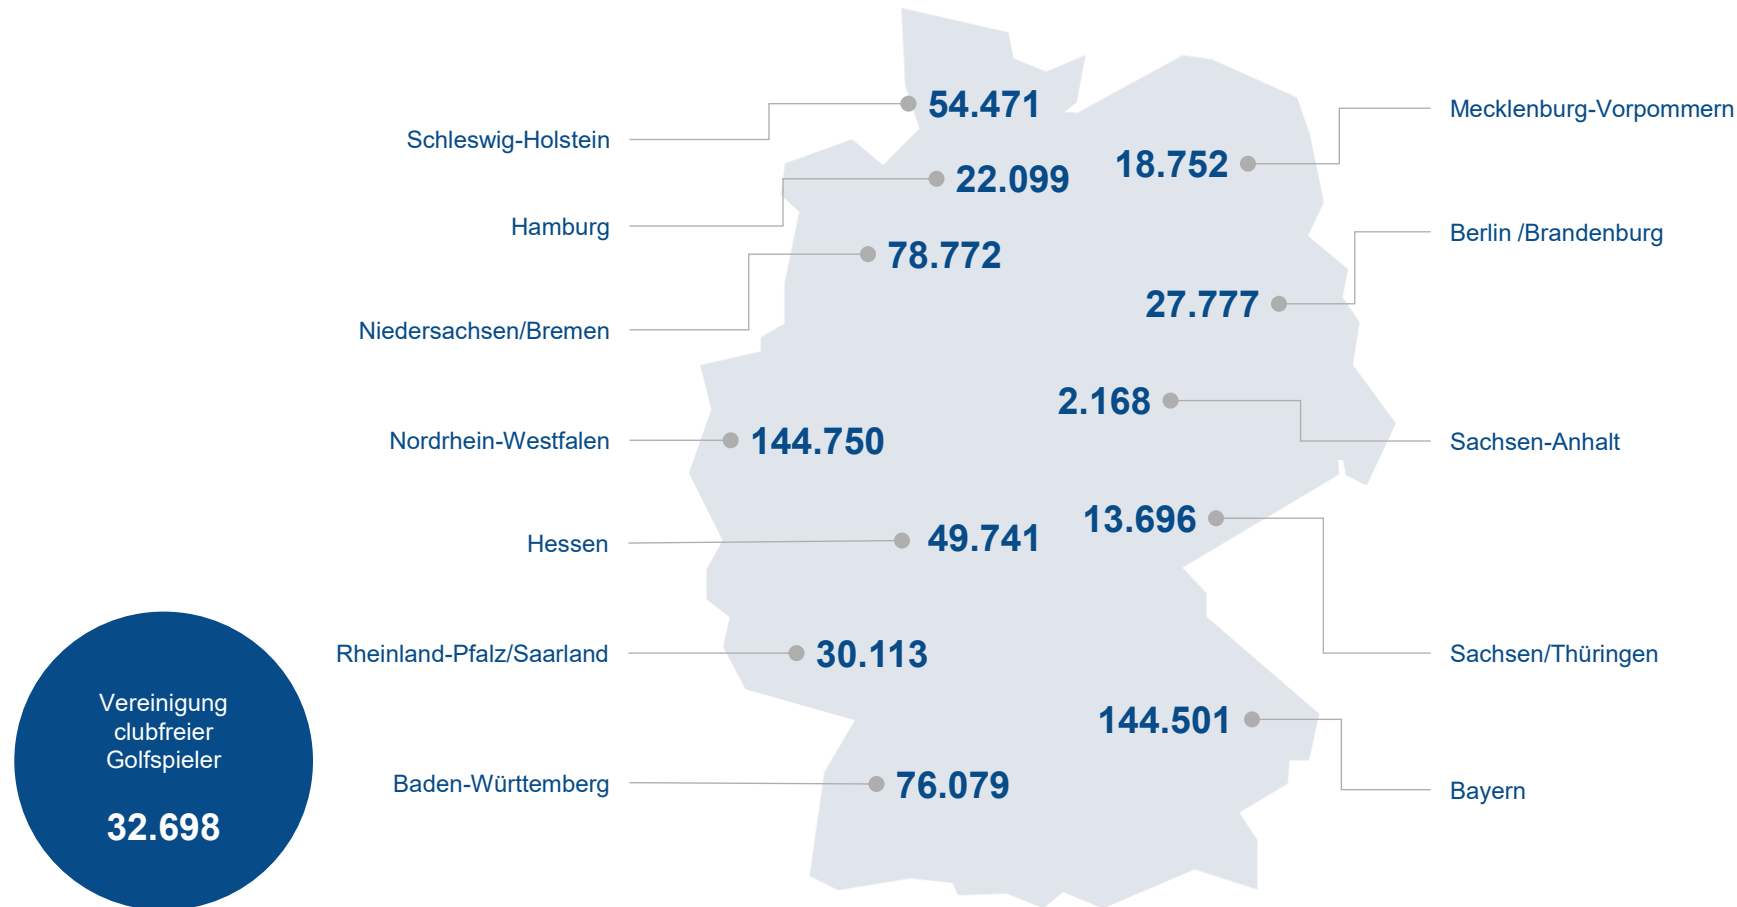 54.471
Schleswig-Holstein
Mecklenburg-Vorpommern
18.752
22.099
Hamburg
Berlin /Brandenburg
78.772
27.777
Niedersachsen/Bremen
2.168
Nordrhein-Westfalen
144.750
Sachsen-Anhalt
13.696
Hessen
49.741
Rheinland-Pfalz/Saarland
30.113
Sachsen/Thüringen
144.501
Baden-Württemberg
76.079
Bayern
Vereinigung
clubfreier
Golfspieler
32.698